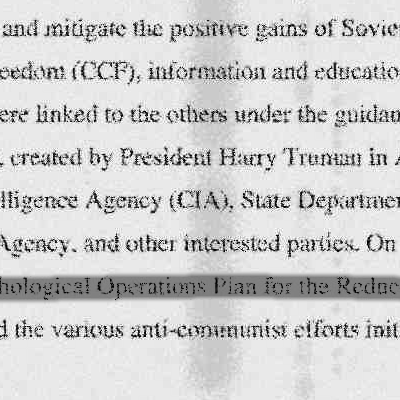 and mitigate the positive gains of Sovie
eedom (CCF), information and educatio
ere linked to the others under the guidan
, created by President Harry Truman in A
lligence Agency (CIA), State Departmen
Agency, and other interested parties. On
hological Operations Plan for the Reduc
d the various anti-communist efforts init